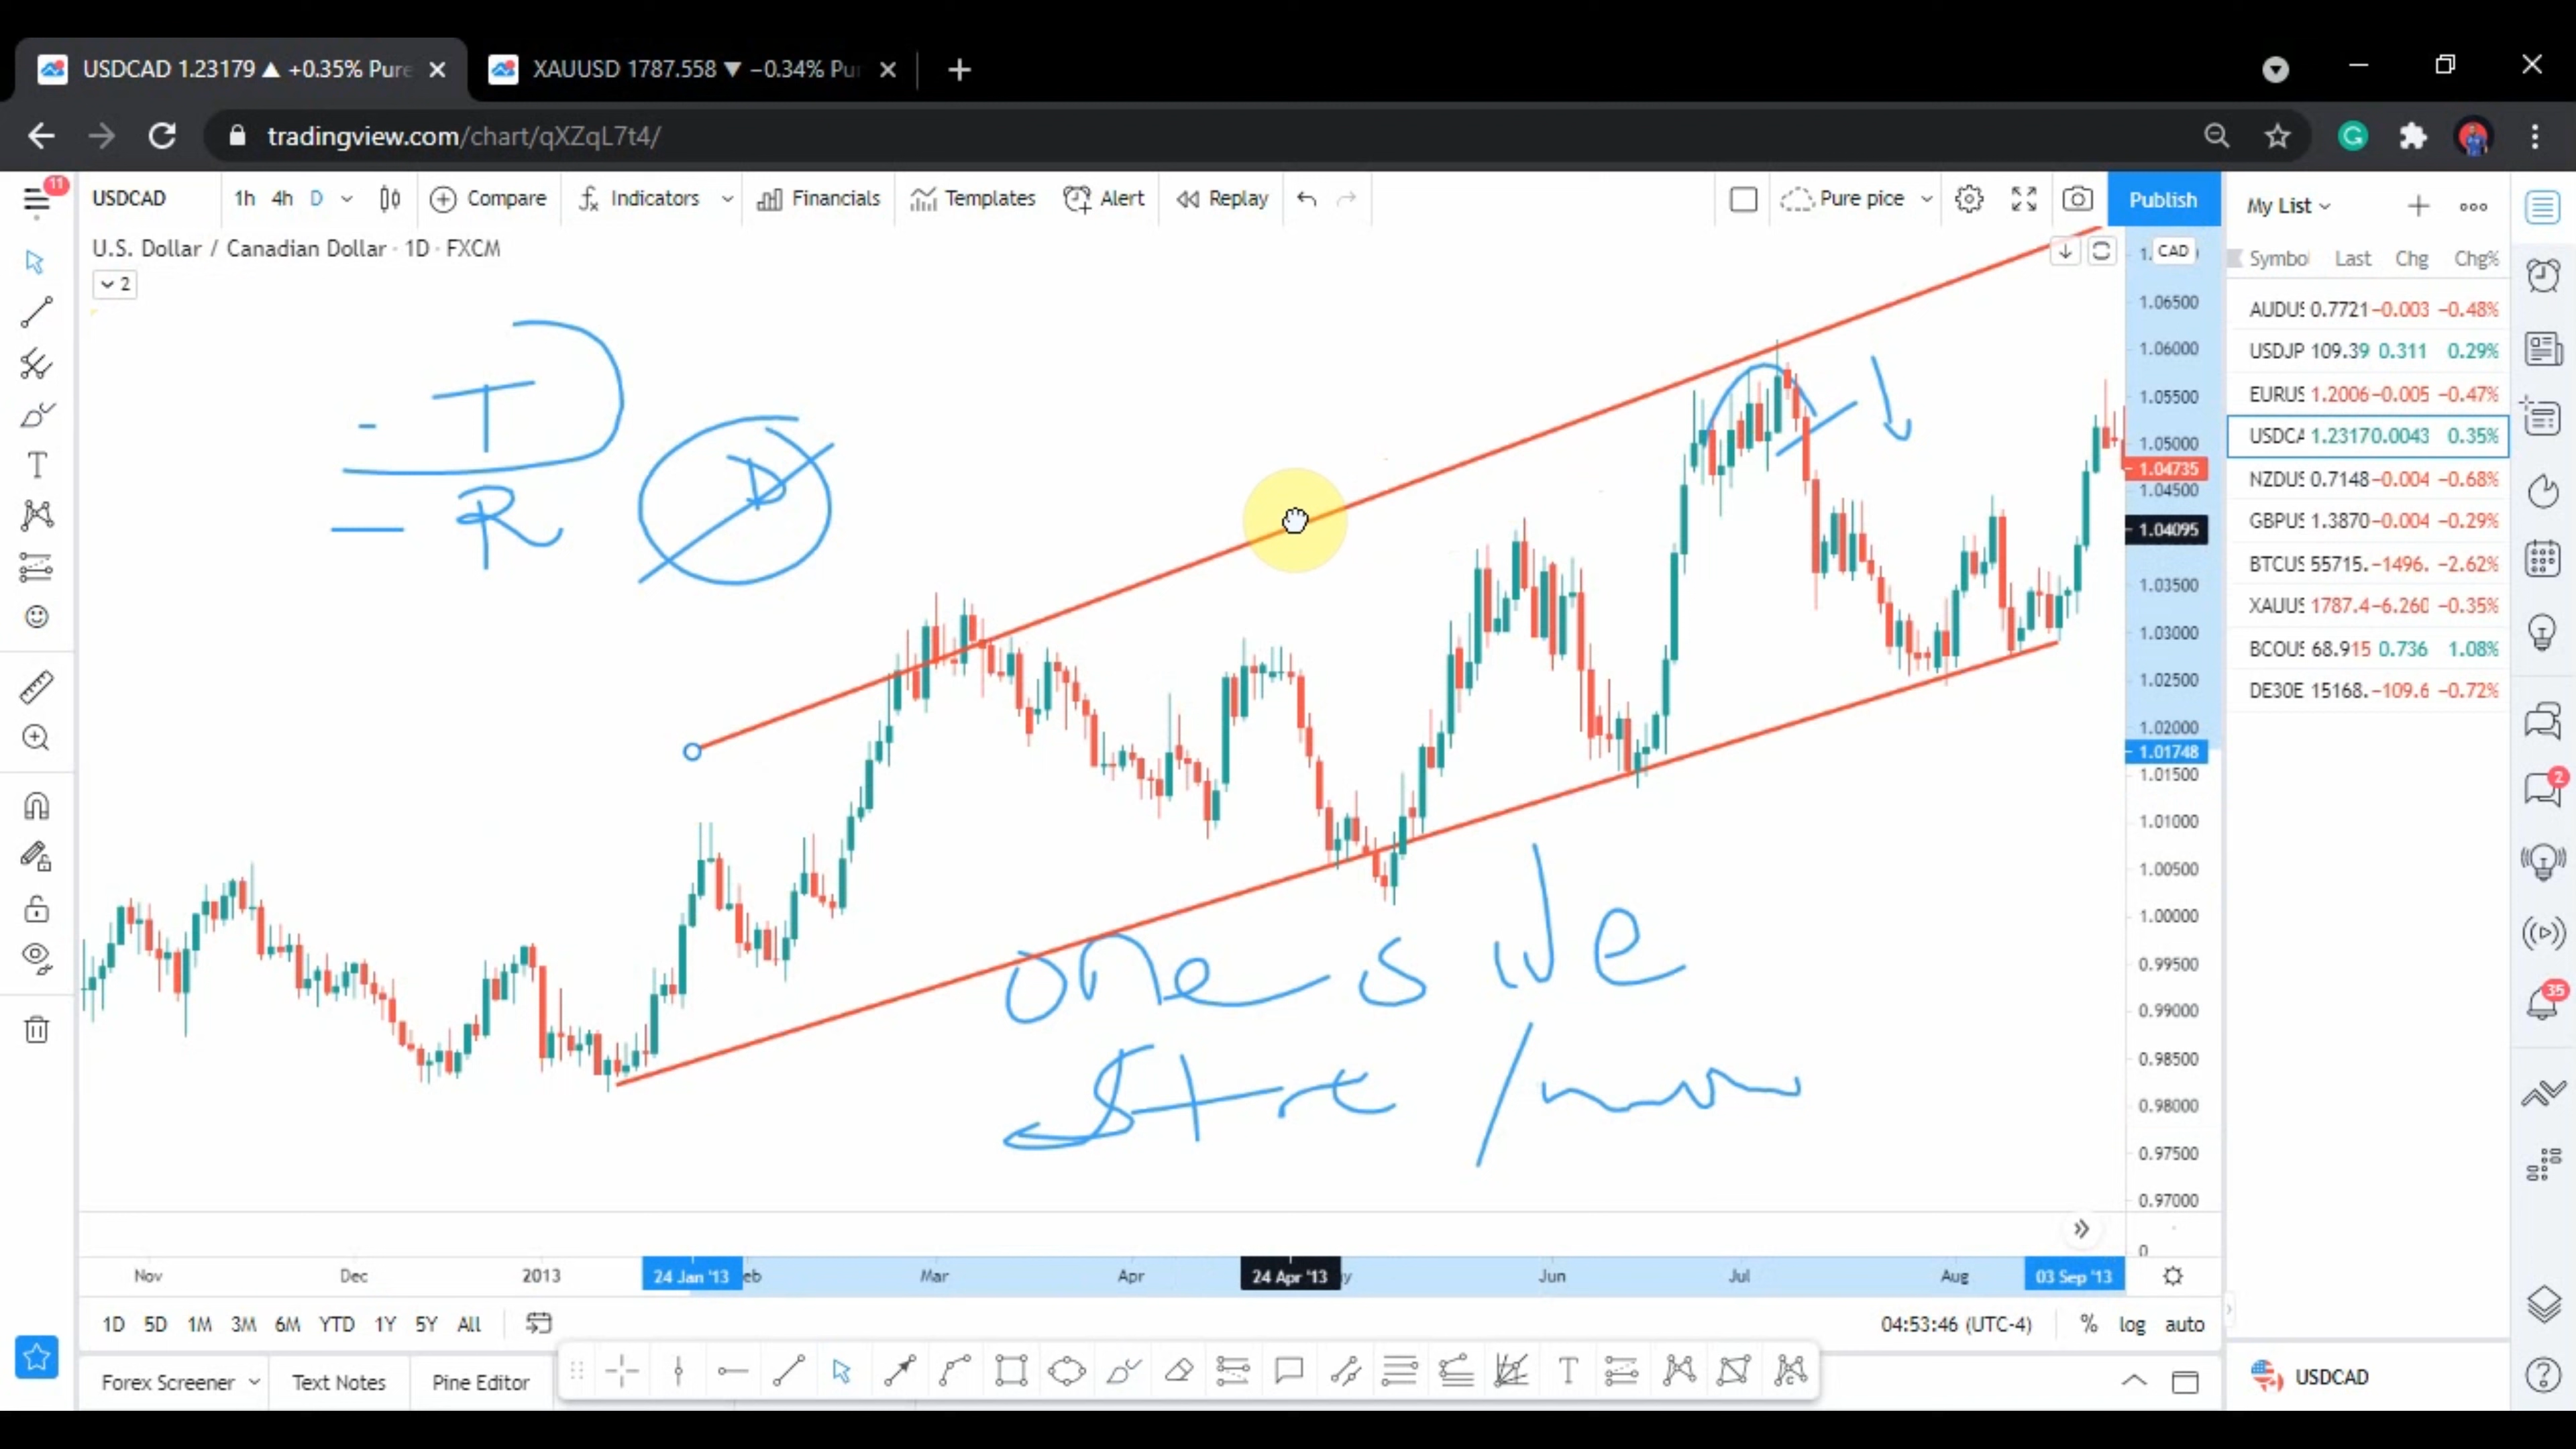 USDCAD 1.23179 ▲ +0.35% Pure
XAUUSD 1787.558 ▼ −0.34% Pu
tradingview.com/chart/qXZqL7t4/
11
USDCAD 1h 4h D Compare Indicators Financials Templates Alert Replay Pure pice Publish
My List
U.S. Dollar / Canadian Dollar · 1D · FXCM
2
CAD
Symbol Last Chg Chg%
AUDUS 0.7721 −0.003 −0.48%
USDJP 109.39 0.311 0.29%
EURUS 1.2006 −0.005 −0.47%
USDCA 1.2317 0.0043 0.35%
NZDUS 0.7148 −0.004 −0.68%
GBPUS 1.3870 −0.004 −0.29%
BTCUS 55715. −1496. −2.62%
XAUUS 1787.4 −6.260 −0.35%
BCOUS 68.915 0.736 1.08%
DE30E 15168. −109.6 −0.72%
1.06500
1.06000
1.05500
1.05000
1.04735
1.04500
1.04095
1.03500
1.03000
1.02500
1.02000
1.01748
1.01500
1.01000
1.00500
1.00000
0.99500
0.99000
0.98500
0.98000
0.97500
0.97000
0
- T
— R
D
one side
2
35
Nov Dec 2013 24 Jan '13 eb Mar Apr 24 Apr '13 y Jun Jul Aug 03 Sep '13
1D 5D 1M 3M 6M YTD 1Y 5Y All
04:53:46 (UTC-4) % log auto
Forex Screener Text Notes Pine Editor
USDCAD